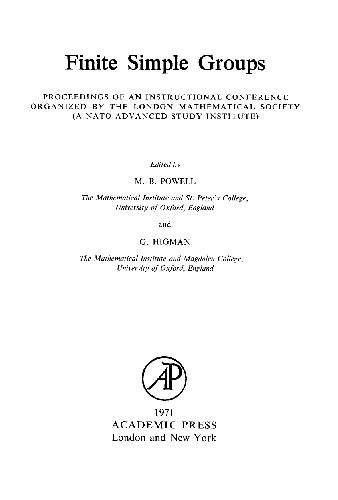 Finite Simple Groups
PROCEEDINGS OF AN INSTRUCTIONAL CONFERENCE
ORGANIZED BY THE LONDON MATHEMATICAL SOCIETY
(A NATO ADVANCED STUDY INSTITUTE)
Edited by
M. B. POWELL
The Mathematical Institute and St. Peter's College,
University of Oxford, England
and
G. HIGMAN
The Mathematical Institute and Magdalen College,
University of Oxford, England
AP
1971
ACADEMIC PRESS
London and New York